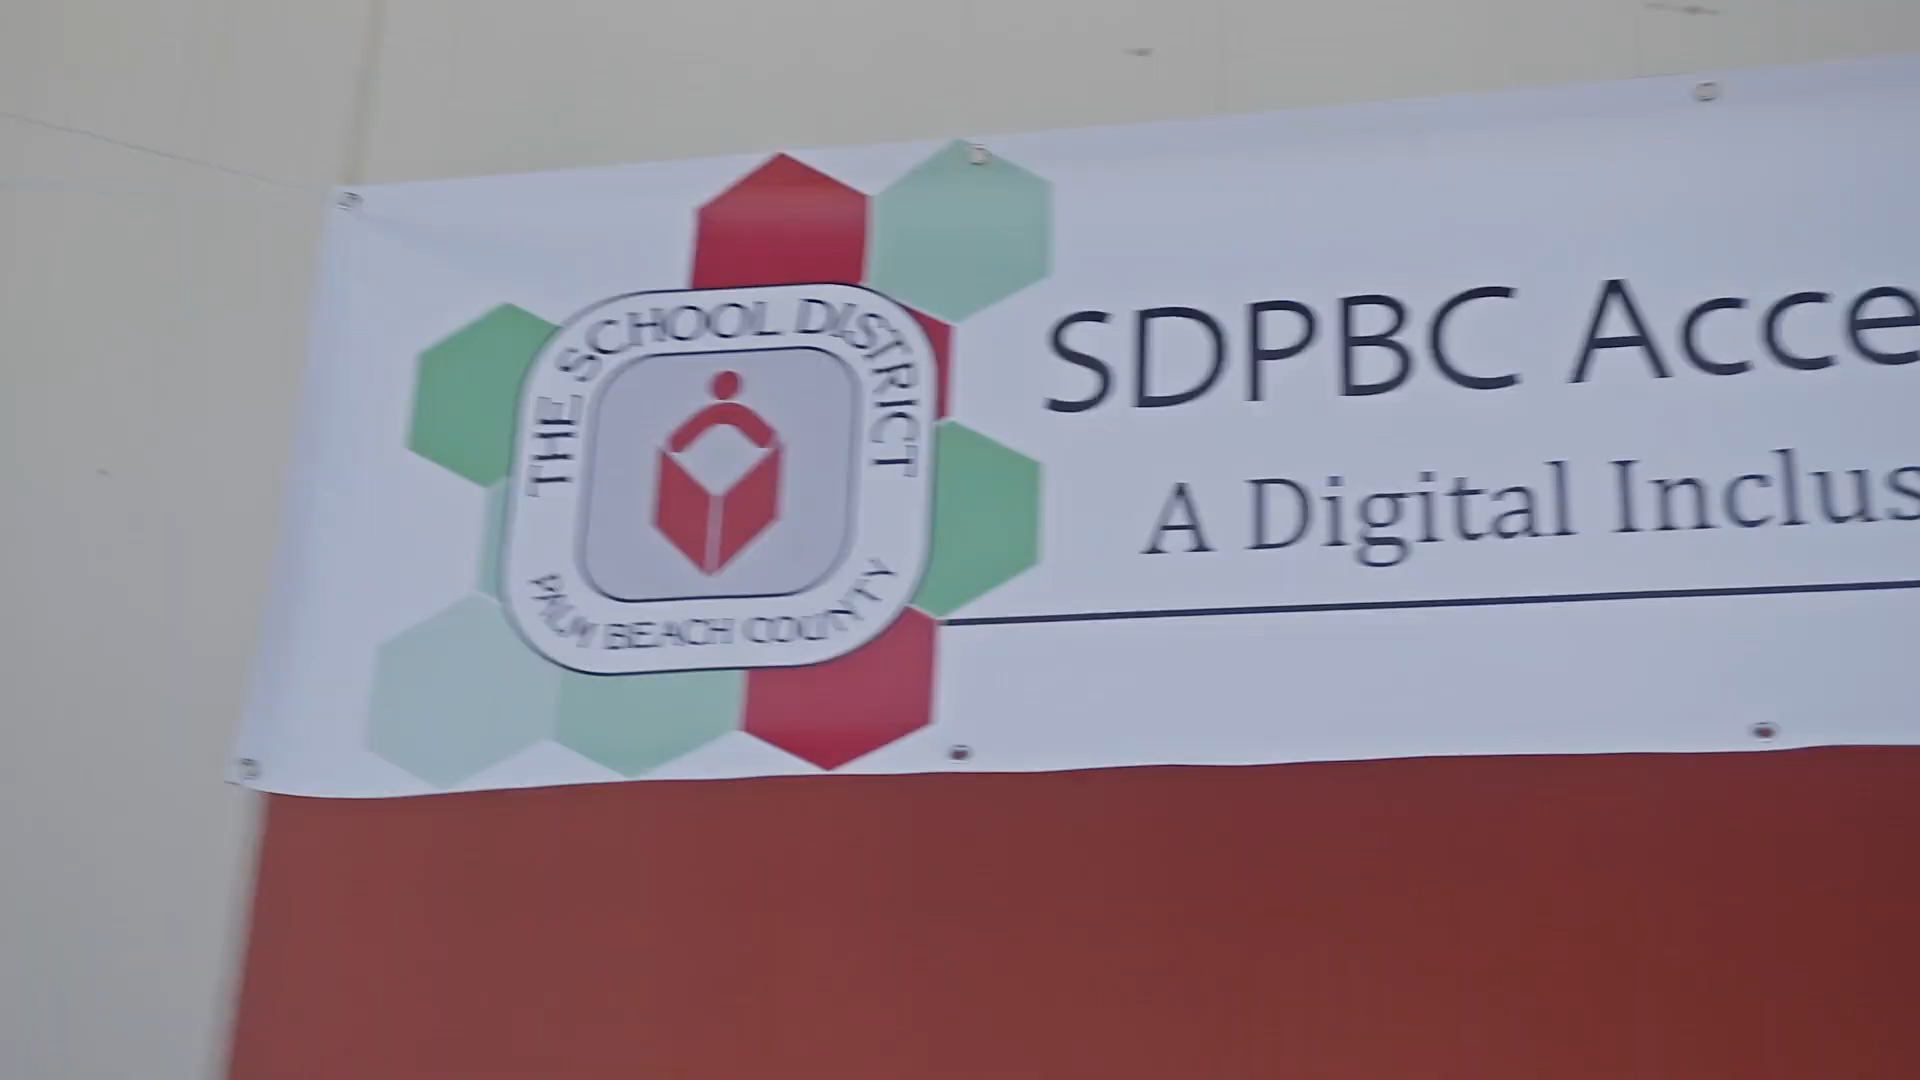 THE SCHOOL DISTRICT
PALM BEACH COUNTY
SDPBC Acce
A Digital Inclus